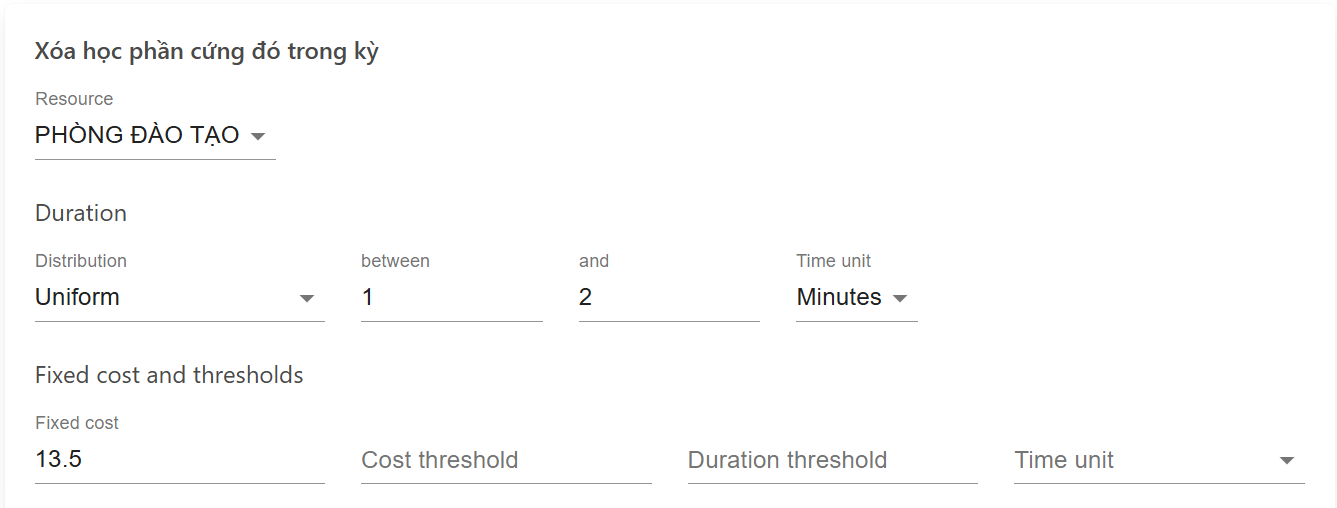 Xóa học phần cứng đó trong kỳ
Resource
PHÒNG ĐÀO TẠO
Duration
Distribution between and Time unit
Uniform 1 2 Minutes
Fixed cost and thresholds
Fixed cost
13.5 Cost threshold Duration threshold Time unit